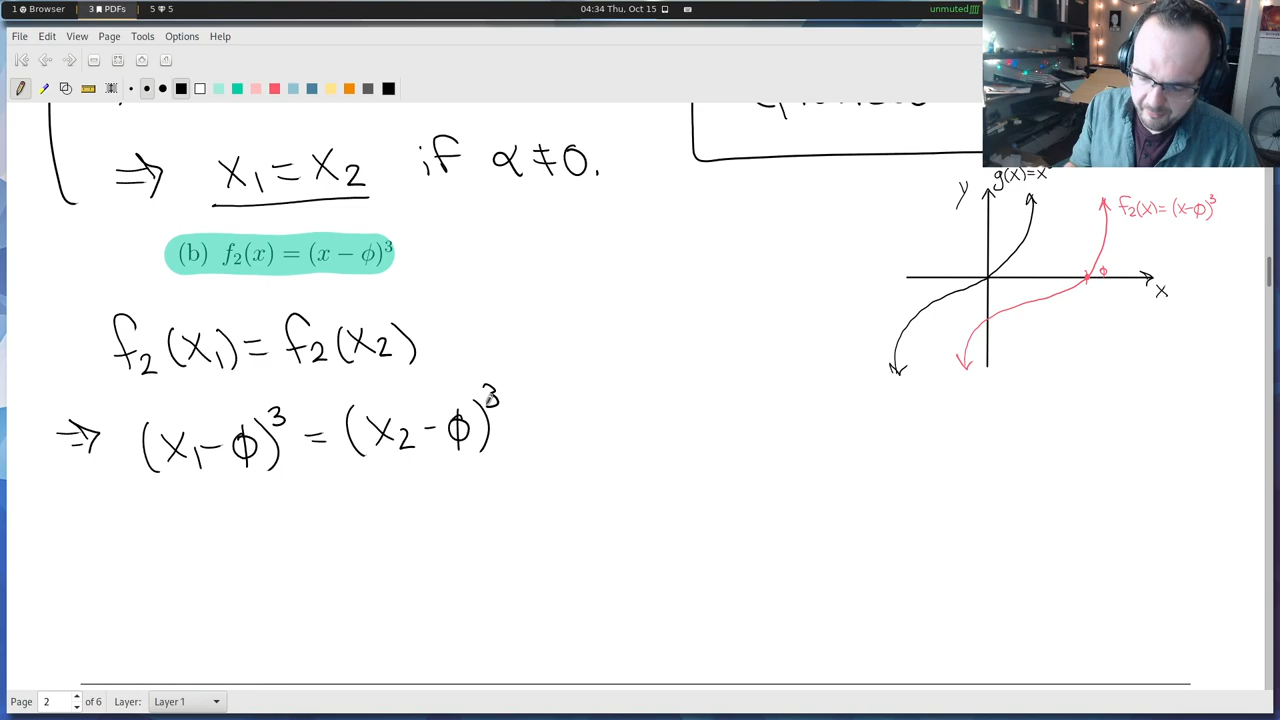 1 Browser 3 PDFs 5 5 04:34 Thu, Oct 15 unmuted
File Edit View Page Tools Options Help
⇒ x₁ = x₂ if α ≠ 0.
(b) f₂(x) = (x − ϕ)³
f₂(x₁) = f₂(x₂)
⇒ (x₁ − ϕ)³ = (x₂ − ϕ)³
y
g(x)=x
f₂(x) = (x−ϕ)³
ϕ
x
Page 2 of 6 Layer: Layer 1